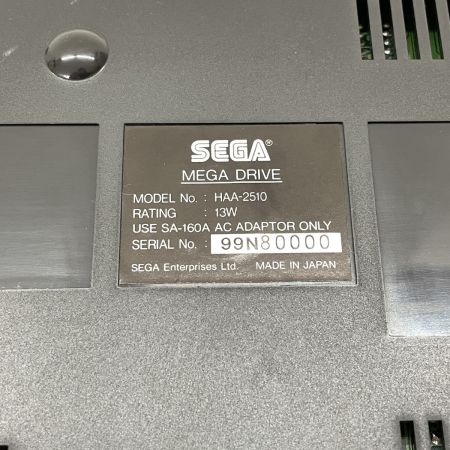 SEGA®
MEGA DRIVE
MODEL No. : HAA-2510
RATING : 13W
USE SA-160A AC ADAPTOR ONLY
SERIAL No. : 99N80000
SEGA Enterprises Ltd. MADE IN JAPAN